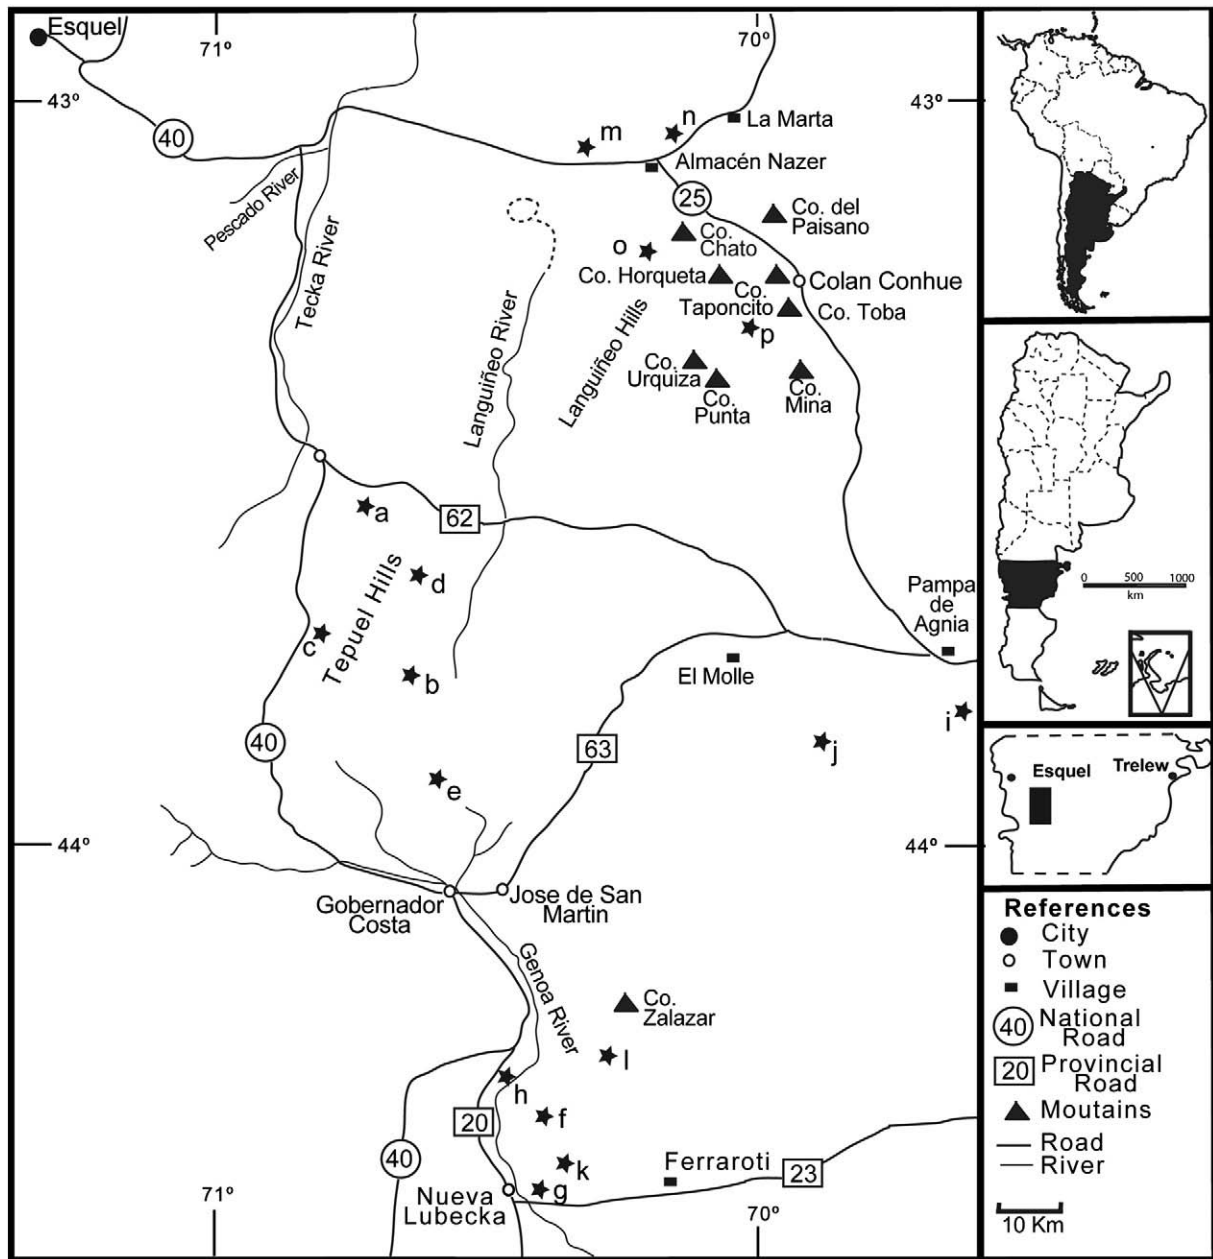 Esquel
71º
70º
43º
43º
40
m
n
La Marta
Almacén Nazer
Pescado River
25
Co. del
Paisano
Co.
Chato
o
Tecka River
Co. Horqueta
Colan Conhue
Co.
Taponcito
Co. Toba
Languiñeo River
Languiñeo Hills
p
Co.
Urquiza
Co.
Punta
Co.
Mina
a
62
d
Tepuel Hills
c
b
Pampa
de
Agnia
El Molle
i
40
63
j
e
44º
44º
Gobernador
Costa
Jose de San
Martin
Genoa River
Co.
Zalazar
l
h
20
f
40
k
g
Ferraroti
23
Nueva
Lubecka
71º
70º
0 500 1000
km
Esquel
Trelew
References
City
Town
Village
40 National
Road
20 Provincial
Road
Moutains
Road
River
10 Km